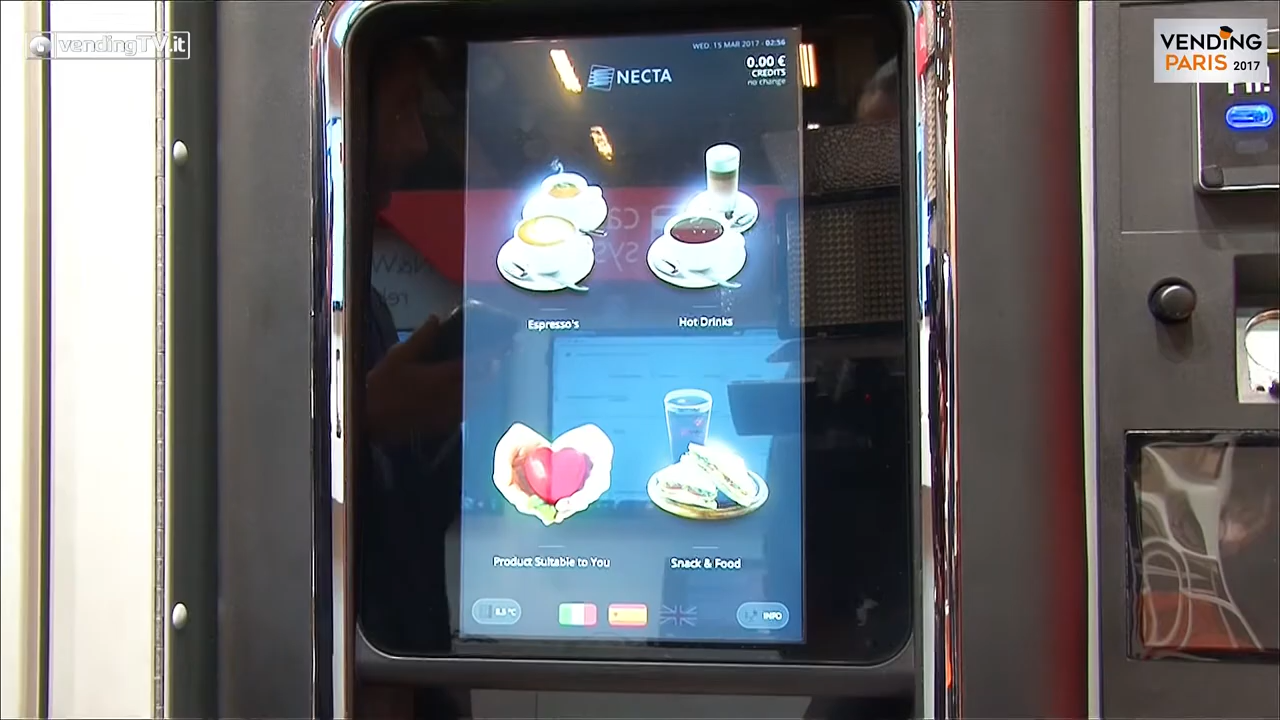 vendingTV.it
VENDING
PARIS 2017
WED, 15 MAR 2017 - 02:56
0.00 €
CREDITS
no change
NECTA
Espresso's
Hot Drinks
Product Suitable to You
Snack & Food
°C
INFO